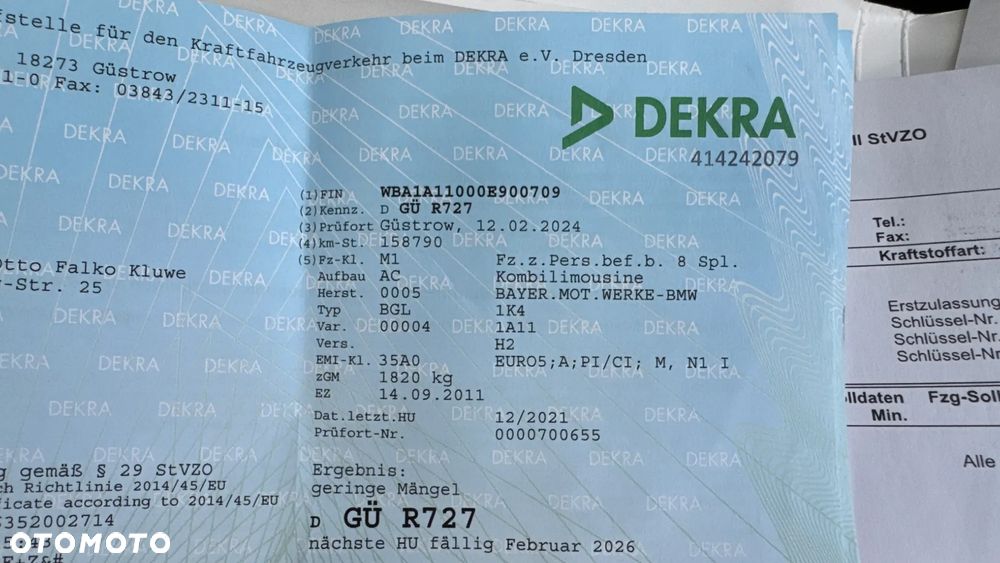 stelle für den Kraftfahrzeugverkehr beim DEKRA e.V. Dresden
18273 Güstrow
1-0 Fax: 03843/2311-15
DEKRA
414242079
(1) FIN WBA1A11000E900709
(2) Kennz. D GÜ R727
(3) Prüfort Güstrow, 12.02.2024
(4) km-St. 158790
(5) Fz-Kl. M1 Fz.z.Pers.bef.b. 8 Spl.
Aufbau AC Kombilimousine
Herst. 0005 BAYER.MOT.WERKE-BMW
Typ BGL 1K4
Var. 00004 1A11
Vers. H2
EMI-Kl. 35A0 EURO5;A;PI/CI; M, N1 I
zGM 1820 kg
EZ 14.09.2011
Dat.letzt.HU 12/2021
Prüfort-Nr. 0000700655
Ergebnis:
geringe Mängel
D GÜ R727
nächste HU fällig Februar 2026
Otto Falko Kluwe
-Str. 25
g gemäß § 29 StVZO
ch Richtlinie 2014/45/EU
ficate according to 2014/45/EU
352002714
OTOMOTO
II StVZO
Tel.:
Fax:
Kraftstoffart:
Erstzulassung
Schlüssel-Nr.
Schlüssel-Nr.
Schlüssel-Nr.
lldaten Fzg-Soll
Min.
Alle